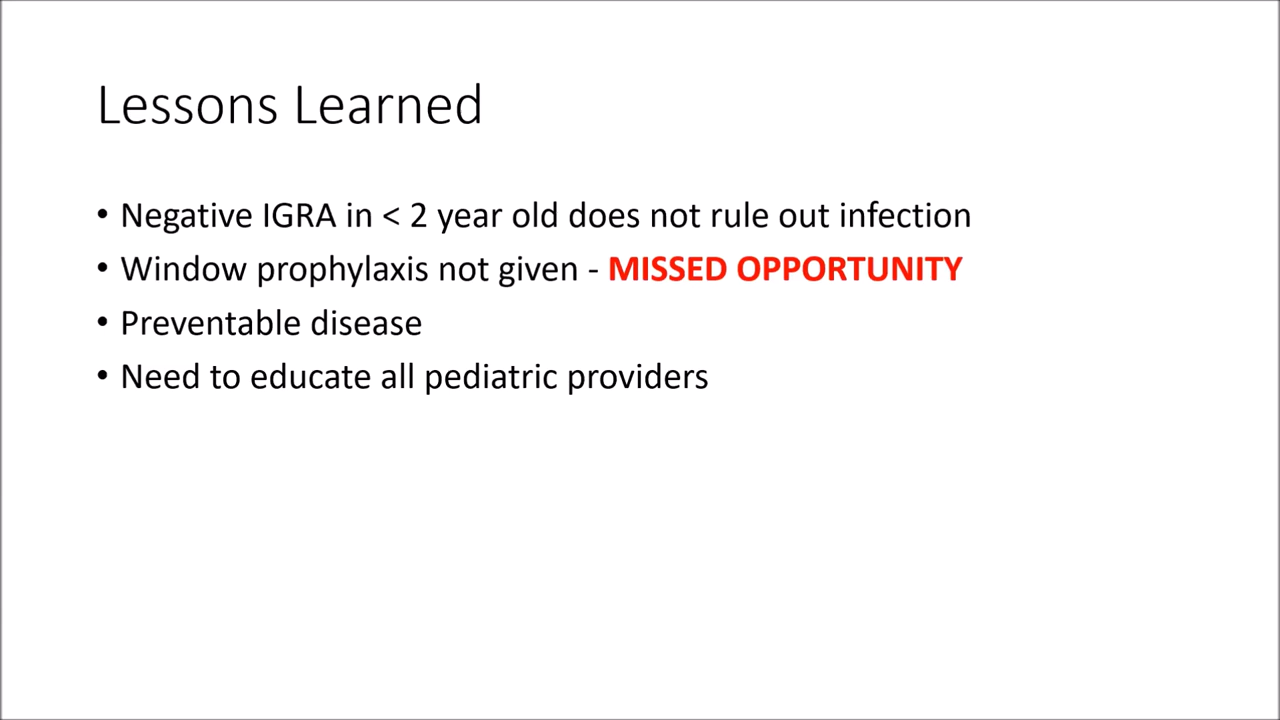 Lessons Learned
• Negative IGRA in < 2 year old does not rule out infection
• Window prophylaxis not given - MISSED OPPORTUNITY
• Preventable disease
• Need to educate all pediatric providers